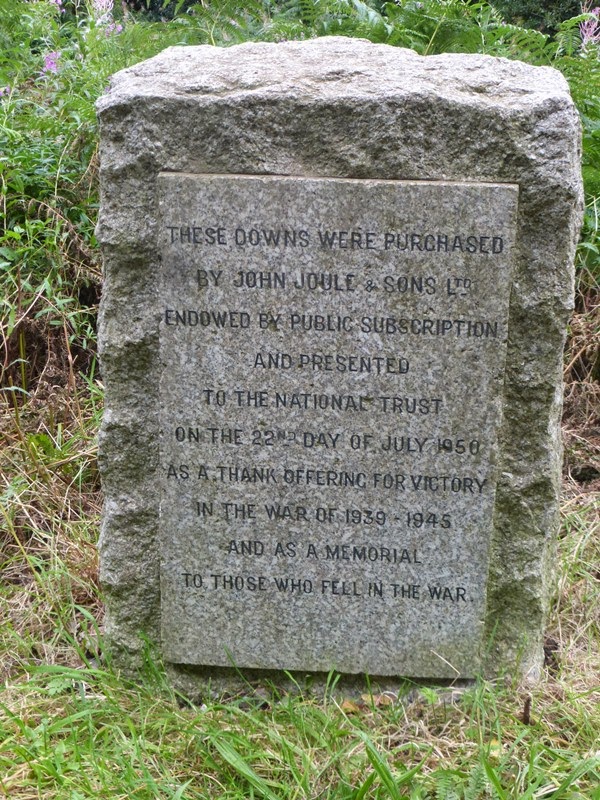 THESE DOWNS WERE PURCHASED
BY JOHN JOULE & SONS LTD
ENDOWED BY PUBLIC SUBSCRIPTION
AND PRESENTED
TO THE NATIONAL TRUST
ON THE 22ND DAY OF JULY 1950
AS A THANK OFFERING FOR VICTORY
IN THE WAR OF 1939 - 1945
AND AS A MEMORIAL
TO THOSE WHO FELL IN THE WAR.